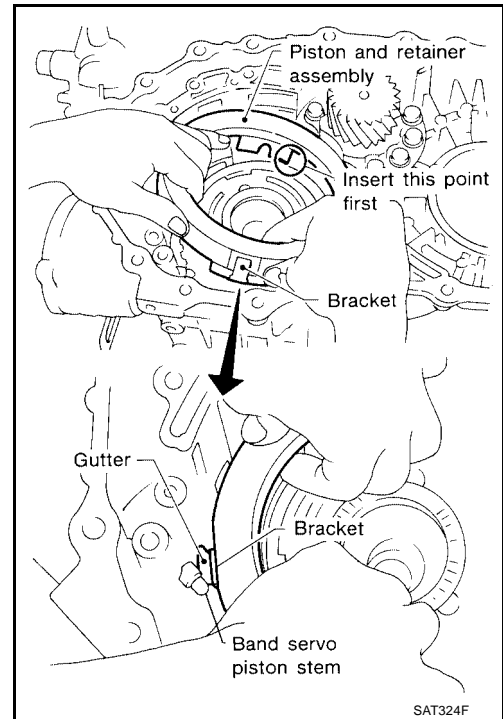 Piston and retainer
assembly
Insert this point
first
Bracket
Gutter
Bracket
Band servo
piston stem
SAT324F